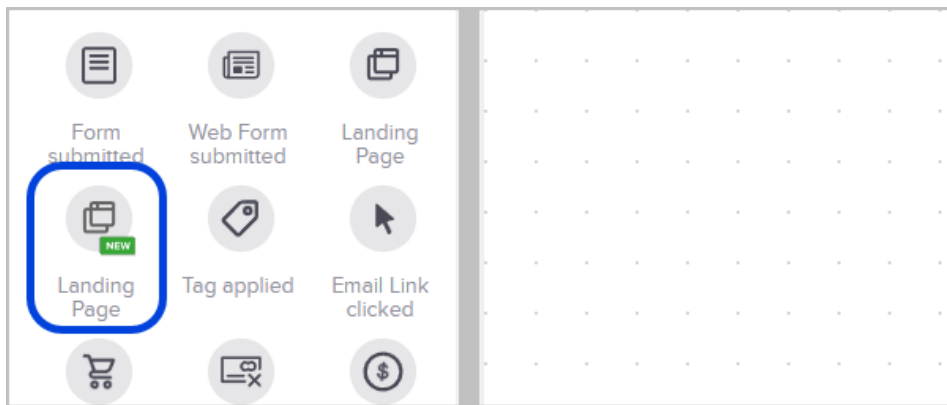 Form
submitted
Web Form
submitted
Landing
Page
NEW
Landing
Page
Tag applied
Email Link
clicked
$